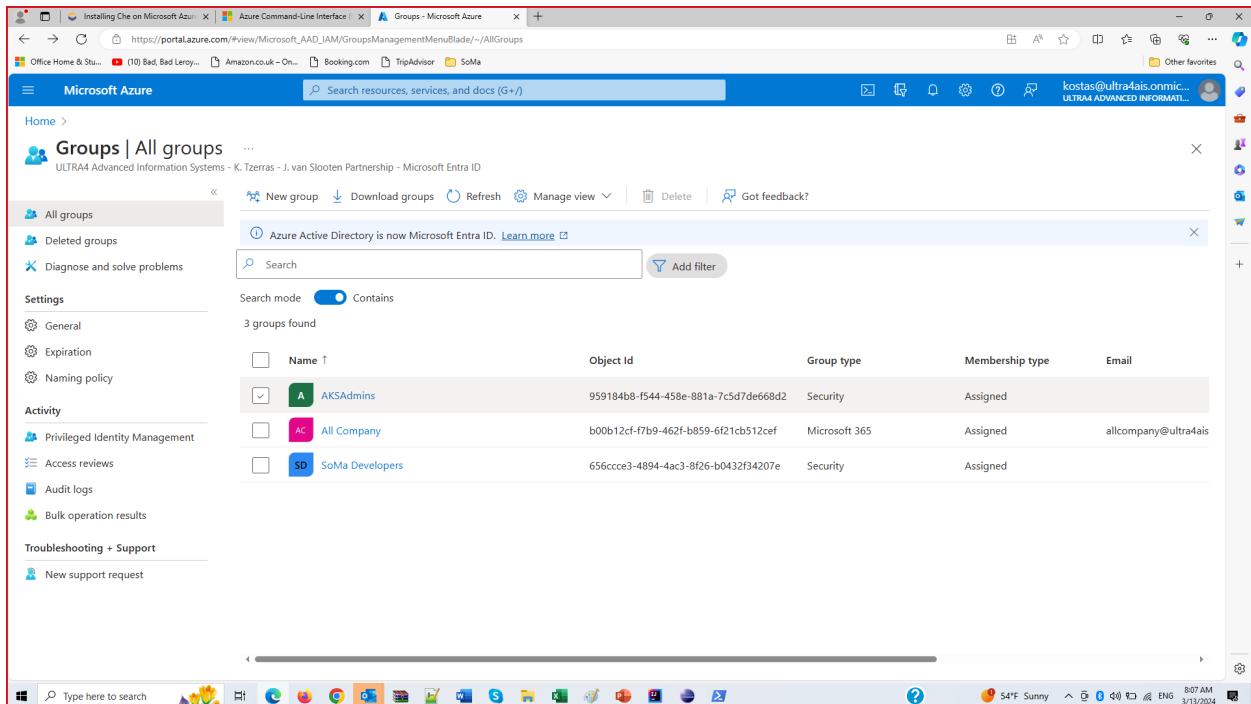 Installing Che on Microsoft Azur
Azure Command-Line Interface (
Groups - Microsoft Azure
https://portal.azure.com/#view/Microsoft_AAD_IAM/GroupsManagementMenuBlade/~/AllGroups
Office Home & Stu...
(10) Bad, Bad Leroy...
Amazon.co.uk – On...
Booking.com
TripAdvisor
SoMa
Other favorites
Microsoft Azure
Search resources, services, and docs (G+/)
kostas@ultra4ais.onmic...
ULTRA4 ADVANCED INFORMATI...
Home >
Groups | All groups ...
ULTRA4 Advanced Information Systems - K. Tzerras - J. van Slooten Partnership - Microsoft Entra ID
New group
Download groups
Refresh
Manage view
Delete
Got feedback?
All groups
Deleted groups
Diagnose and solve problems
Settings
General
Expiration
Naming policy
Activity
Privileged Identity Management
Access reviews
Audit logs
Bulk operation results
Troubleshooting + Support
New support request
Azure Active Directory is now Microsoft Entra ID. Learn more
Search
Add filter
Search mode
Contains
3 groups found
Name ↑ Object Id Group type Membership type Email
A AKSAdmins 959184b8-f544-458e-881a-7c5d7de668d2 Security Assigned
AC All Company b00b12cf-f7b9-462f-b859-6f21cb512cef Microsoft 365 Assigned allcompany@ultra4ais
SD SoMa Developers 656ccce3-4894-4ac3-8f26-b0432f34207e Security Assigned
Type here to search
54°F Sunny
ENG
8:07 AM
3/13/2024